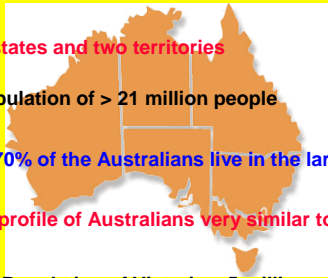 states and two territories
pulation of > 21 million people
70% of the Australians live in the lar
profile of Australians very similar to